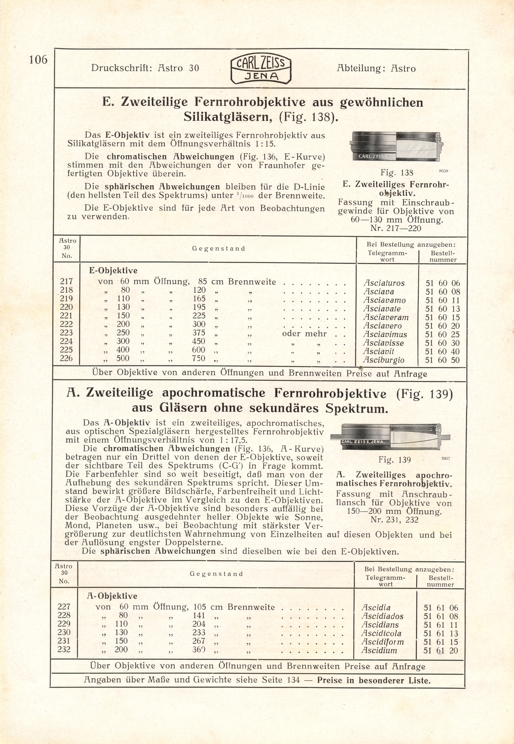 106
Druckschrift: Astro 30
CARL ZEISS
JENA
Abteilung: Astro
E. Zweiteilige Fernrohrobjektive aus gewöhnlichen
Silikatgläsern, (Fig. 138).
Das E-Objektiv ist ein zweiteiliges Fernrohrobjektiv aus
Silikatgläsern mit dem Öffnungsverhältnis 1:15.
Die chromatischen Abweichungen (Fig. 136, E-Kurve)
stimmen mit den Abweichungen der von Fraunhofer ge-
fertigten Objektive überein.
Die sphärischen Abweichungen bleiben für die D-Linie
(den hellsten Teil des Spektrums) unter der Brennweite.
Die E-Objektive sind für jede Art von Beobachtungen
zu verwenden.
CARL ZEISS
Fig. 138
E. Zweiteiliges Fernrohr-
objektiv.
Fassung mit Einschraub-
gewinde für Objektive von
60—130 mm Öffnung.
Nr. 217—220
Astro
30
No.
Gegenstand
Bei Bestellung anzugeben:
Telegramm-
wort
Bestell-
nummer
E-Objektive
217 von 60 mm Öffnung, 85 cm Brennweite . . . . . . . . Asciaturos 51 60 06
218 „ 80 „ „ 120 „ „ . . . . . . . . Asciava 51 60 08
219 „ 110 „ „ 165 „ „ . . . . . . . . Asciavamo 51 60 11
220 „ 130 „ „ 195 „ „ . . . . . . . . Asciavate 51 60 13
221 „ 150 „ „ 225 „ „ . . . . . . . . Asciaveram 51 60 15
222 „ 200 „ „ 300 „ „ . . . . . . . . Asciavero 51 60 20
223 „ 250 „ „ 375 „ „ oder mehr . . Asciavimus 51 60 25
224 „ 300 „ „ 450 „ „ „ „ . . Asciavisse 51 60 30
225 „ 400 „ „ 600 „ „ „ „ . . Asciavit 51 60 40
226 „ 500 „ „ 750 „ „ „ „ . . Asciburgio 51 60 50
Über Objektive von anderen Öffnungen und Brennweiten Preise auf Anfrage
A. Zweiteilige apochromatische Fernrohrobjektive (Fig. 139)
aus Gläsern ohne sekundäres Spektrum.
Das A-Objektiv ist ein zweiteiliges, apochromatisches,
aus optischen Spezialgläsern hergestelltes Fernrohrobjektiv
mit einem Öffnungsverhältnis von 1:17,5.
Die chromatischen Abweichungen (Fig. 136, A-Kurve)
betragen nur ein Drittel von denen der E-Objektive, soweit
der sichtbare Teil des Spektrums (C-G') in Frage kommt.
Die Farbenfehler sind so weit beseitigt, daß man von der
Aufhebung des sekundären Spektrums spricht. Dieser Um-
stand bewirkt größere Bildschärfe, Farbenfreiheit und Licht-
stärke der A-Objektive im Vergleich zu den E-Objektiven.
Diese Vorzüge der A-Objektive sind besonders auffällig bei
der Beobachtung ausgedehnter heller Objekte wie Sonne,
Mond, Planeten usw., bei Beobachtung mit stärkster Ver-
größerung zur deutlichsten Wahrnehmung von Einzelheiten auf diesen Objekten und bei
der Auflösung engster Doppelsterne.
Die sphärischen Abweichungen sind dieselben wie bei den E-Objektiven.
CARL ZEISS, JENA.
Fig. 139
A. Zweiteiliges apochro-
matisches Fernrohrobjektiv.
Fassung mit Anschraub-
flansch für Objektive von
150—200 mm Öffnung.
Nr. 231, 232
Astro
30
No.
Gegenstand
Bei Bestellung anzugeben:
Telegramm-
wort
Bestell-
nummer
A-Objektive
227 von 60 mm Öffnung, 105 cm Brennweite . . . . . . . . Ascidia 51 61 06
228 „ 80 „ „ 141 „ „ . . . . . . . . Ascidiados 51 61 08
229 „ 110 „ „ 204 „ „ . . . . . . . . Ascidians 51 61 11
230 „ 130 „ „ 233 „ „ . . . . . . . . Ascidicola 51 61 13
231 „ 150 „ „ 267 „ „ . . . . . . . . Ascidiform 51 61 15
232 „ 200 „ „ 360 „ „ . . . . . . . . Ascidium 51 61 20
Über Objektive von anderen Öffnungen und Brennweiten Preise auf Anfrage
Angaben über Maße und Gewichte siehe Seite 134 — Preise in besonderer Liste.